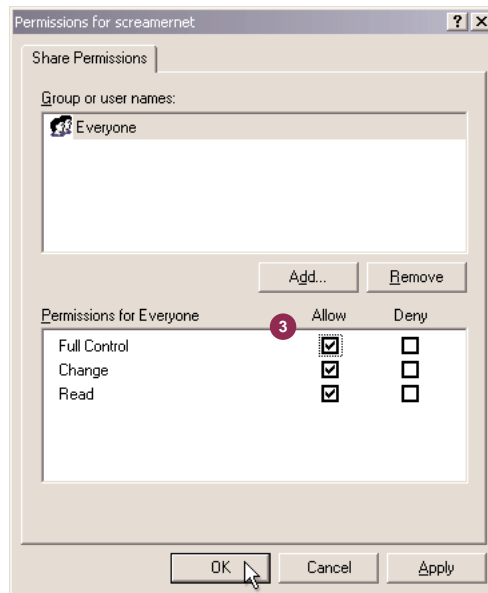 Permissions for screamernet ? X
Share Permissions
Group or user names:
Everyone
Add... Remove
Permissions for Everyone Allow Deny
3
Full Control
Change
Read
OK Cancel Apply